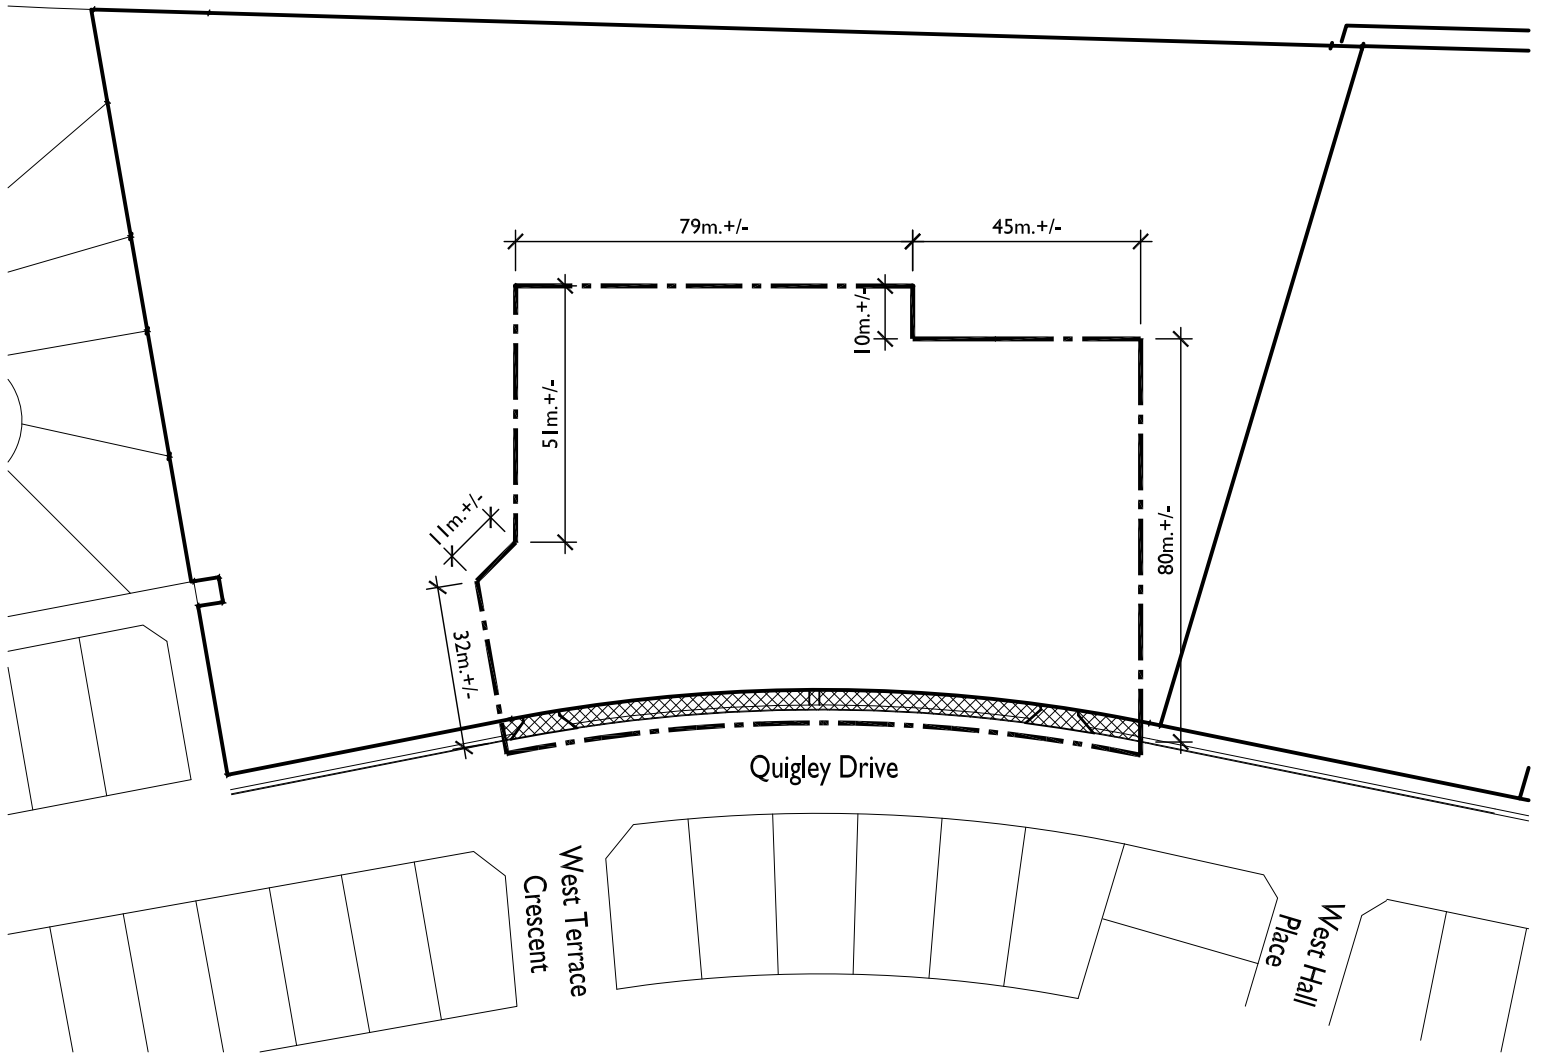 79m.+/-
45m.+/-
10m.+/-
51m.+/-
11m.+/-
80m.+/-
32m.+/-
Quigley Drive
West Terrace
Crescent
West Hall
Place